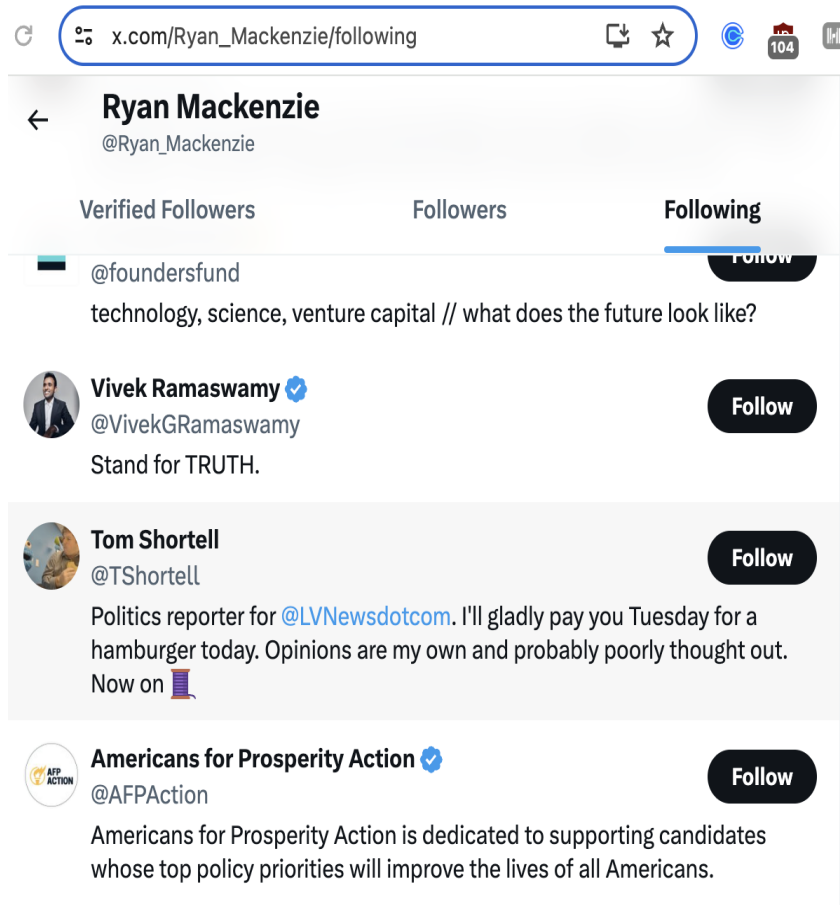 x.com/Ryan_Mackenzie/following
104
Ryan Mackenzie
@Ryan_Mackenzie
Verified Followers
Followers
Following
@foundersfund
Follow
technology, science, venture capital // what does the future look like?
Vivek Ramaswamy
@VivekGRamaswamy
Follow
Stand for TRUTH.
Tom Shortell
@TShortell
Follow
Politics reporter for @LVNewsdotcom. I'll gladly pay you Tuesday for a
hamburger today. Opinions are my own and probably poorly thought out.
Now on 🧵
Americans for Prosperity Action
AFP
ACTION
@AFPAction
Follow
Americans for Prosperity Action is dedicated to supporting candidates
whose top policy priorities will improve the lives of all Americans.